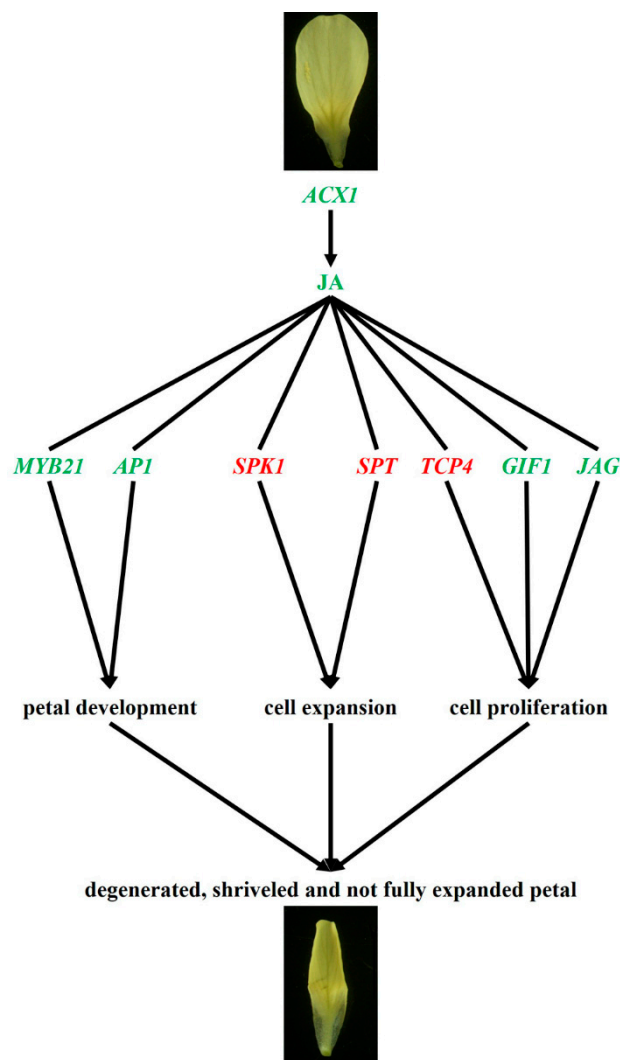 ACX1
JA
MYB21 AP1 SPK1 SPT TCP4 GIF1 JAG
petal development cell expansion cell proliferation
degenerated, shriveled and not fully expanded petal